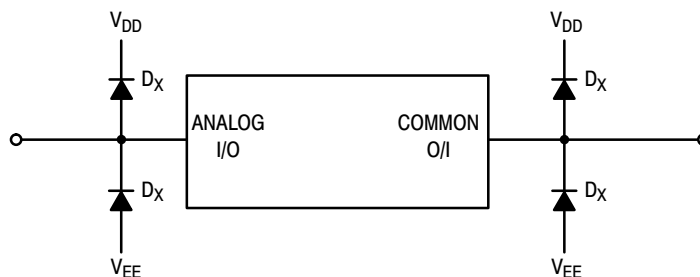 VDD VDD
DX DX
ANALOG COMMON
I/O O/I
DX DX
VEE VEE